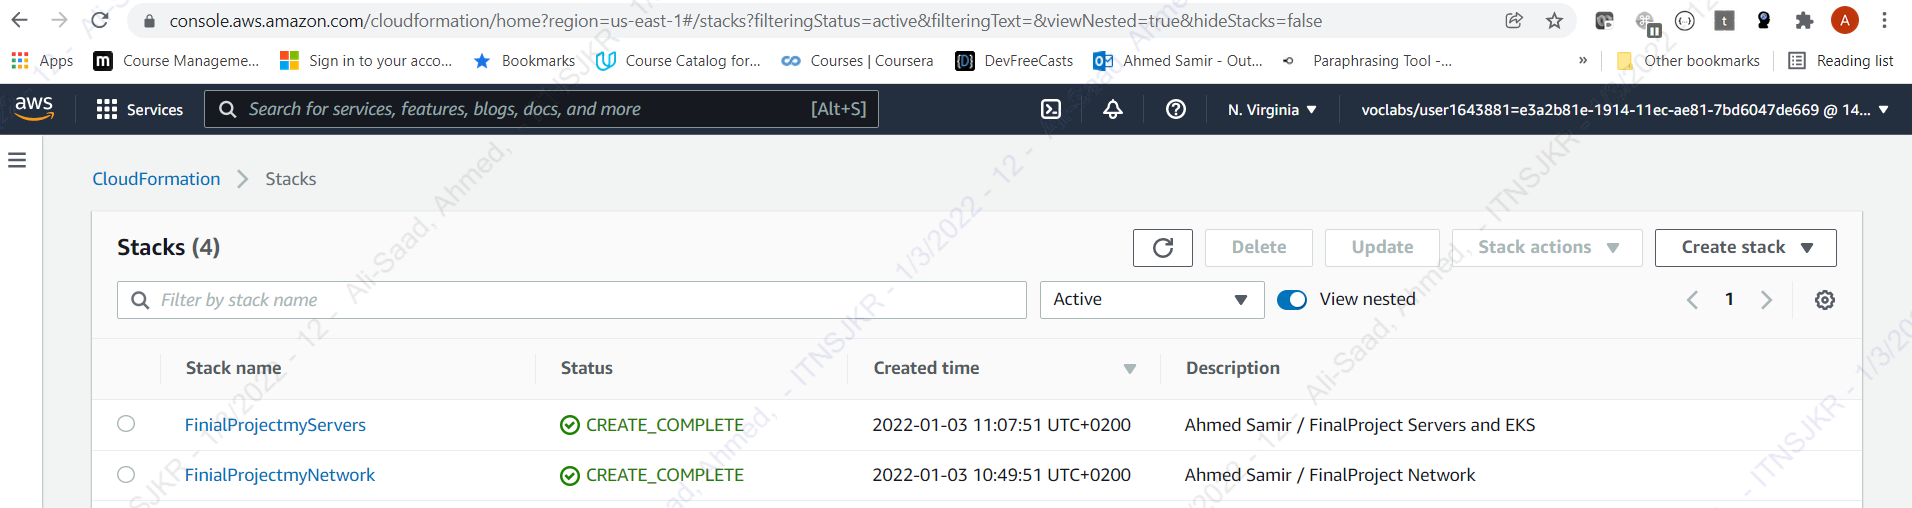 console.aws.amazon.com/cloudformation/home?region=us-east-1#/stacks?filteringStatus=active&filteringText=&viewNested=true&hideStacks=false
Apps m Course Manageme... Sign in to your acco... Bookmarks Course Catalog for... Courses | Coursera DevFreeCasts Ahmed Samir - Out... Paraphrasing Tool -... » Other bookmarks Reading list
aws Services Search for services, features, blogs, docs, and more [Alt+S] N. Virginia voclabs/user1643881=e3a2b81e-1914-11ec-ae81-7bd6047de669 @ 14...
CloudFormation Stacks
Stacks (4) Delete Update Stack actions Create stack
Filter by stack name Active View nested 1
Stack name Status Created time Description
FinialProjectmyServers CREATE_COMPLETE 2022-01-03 11:07:51 UTC+0200 Ahmed Samir / FinalProject Servers and EKS
FinialProjectmyNetwork CREATE_COMPLETE 2022-01-03 10:49:51 UTC+0200 Ahmed Samir / FinalProject Network
ITNSJKR - 1/3/2022 - 12 - Ali-Saad, Ahmed,